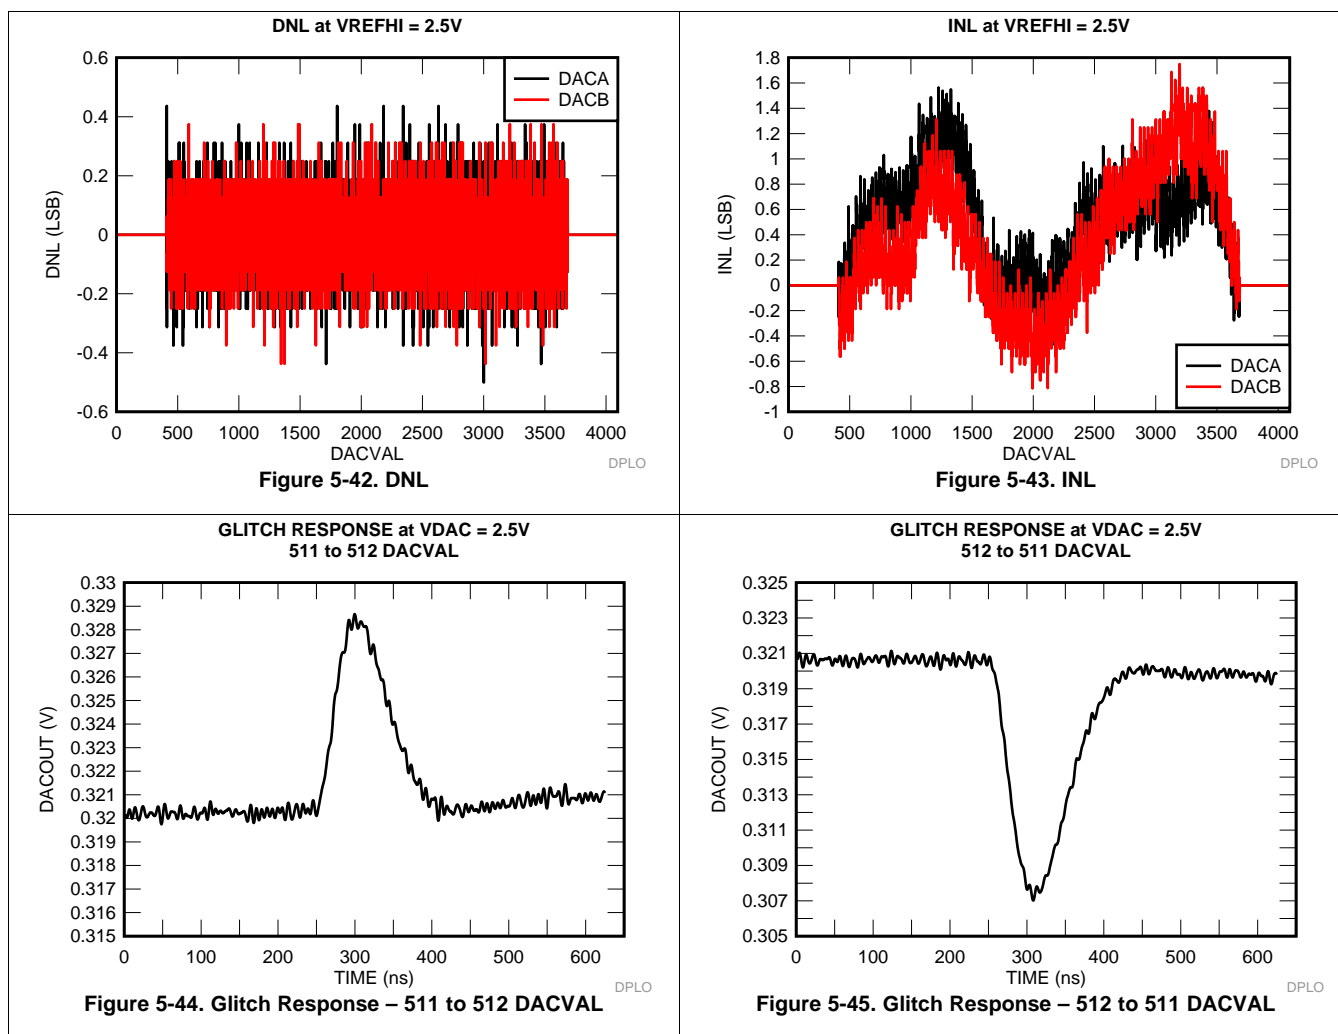 DNL at VREFHI = 2.5V
0.6
0.4
0.2
0
-0.2
-0.4
-0.6
DNL (LSB)
DACA
DACB
0 500 1000 1500 2000 2500 3000 3500 4000
DACVAL
DPLO
Figure 5-42. DNL
INL at VREFHI = 2.5V
1.8
1.6
1.4
1.2
1
0.8
0.6
0.4
0.2
0
-0.2
-0.4
-0.6
-0.8
-1
INL (LSB)
DACA
DACB
0 500 1000 1500 2000 2500 3000 3500 4000
DACVAL
DPLO
Figure 5-43. INL
GLITCH RESPONSE at VDAC = 2.5V
511 to 512 DACVAL
0.33
0.329
0.328
0.327
0.326
0.325
0.324
0.323
0.322
0.321
0.32
0.319
0.318
0.317
0.316
0.315
DACOUT (V)
0 100 200 300 400 500 600
TIME (ns)
DPLO
Figure 5-44. Glitch Response – 511 to 512 DACVAL
GLITCH RESPONSE at VDAC = 2.5V
512 to 511 DACVAL
0.325
0.323
0.321
0.319
0.317
0.315
0.313
0.311
0.309
0.307
0.305
DACOUT (V)
0 100 200 300 400 500 600
TIME (ns)
DPLO
Figure 5-45. Glitch Response – 512 to 511 DACVAL